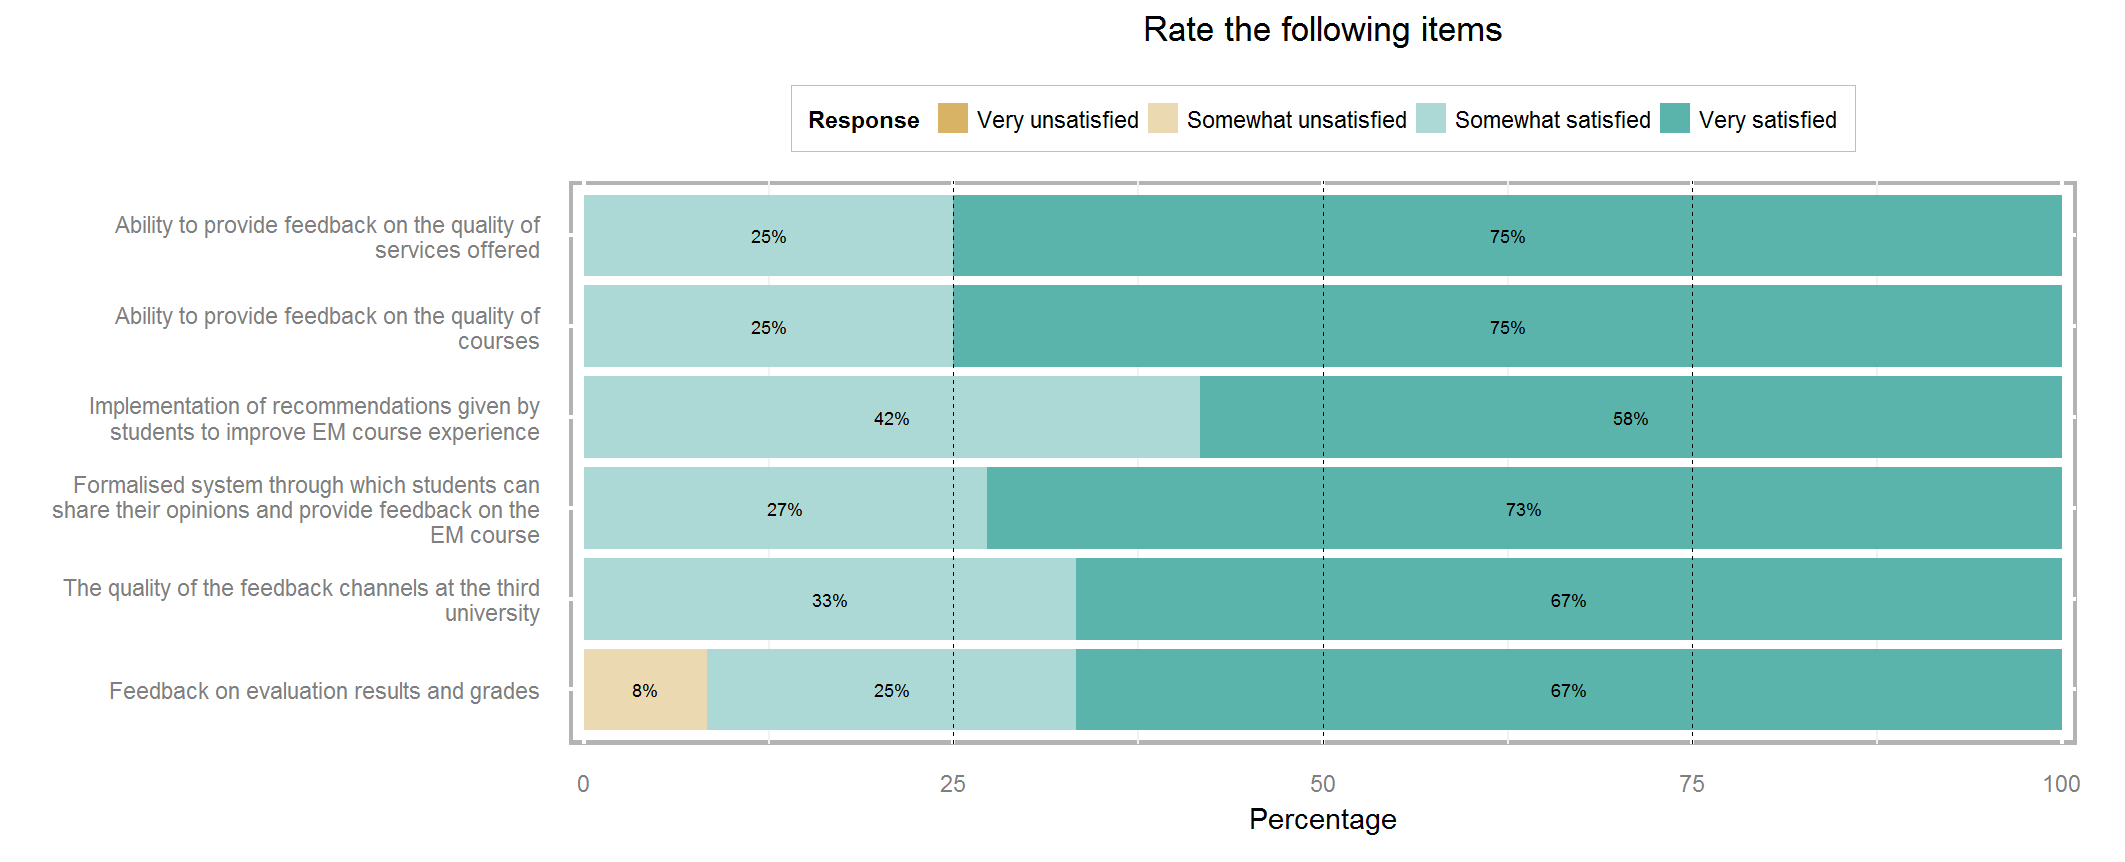 Rate the following items
Response Very unsatisfied Somewhat unsatisfied Somewhat satisfied Very satisfied
Ability to provide feedback on the quality of
services offered
25% 75%
Ability to provide feedback on the quality of
courses
25% 75%
Implementation of recommendations given by
students to improve EM course experience
42% 58%
Formalised system through which students can
share their opinions and provide feedback on the
EM course
27% 73%
The quality of the feedback channels at the third
university
33% 67%
Feedback on evaluation results and grades
8% 25% 67%
0 25 50 75 100
Percentage